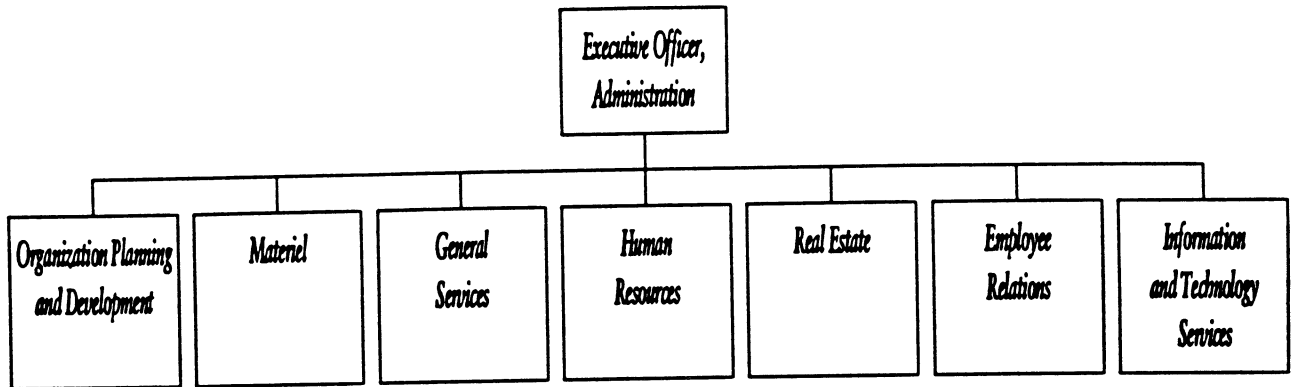 Executive Officer,
Administration
Organization Planning
and Development
Materiel
General
Services
Human
Resources
Real Estate
Employee
Relations
Information
and Technology
Services